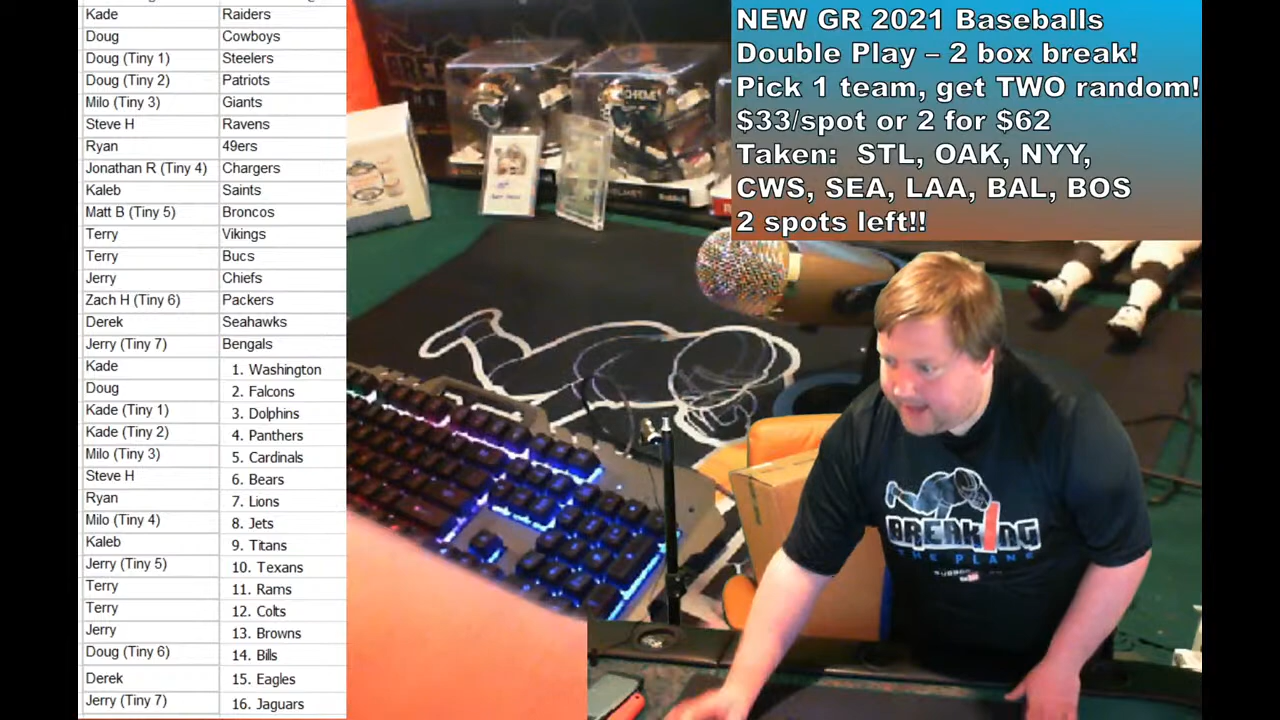 Kade Raiders
Doug Cowboys
Doug (Tiny 1) Steelers
Doug (Tiny 2) Patriots
Milo (Tiny 3) Giants
Steve H Ravens
Ryan 49ers
Jonathan R (Tiny 4) Chargers
Kaleb Saints
Matt B (Tiny 5) Broncos
Terry Vikings
Terry Bucs
Jerry Chiefs
Zach H (Tiny 6) Packers
Derek Seahawks
Jerry (Tiny 7) Bengals
Kade 1. Washington
Doug 2. Falcons
Kade (Tiny 1) 3. Dolphins
Kade (Tiny 2) 4. Panthers
Milo (Tiny 3) 5. Cardinals
Steve H 6. Bears
Ryan 7. Lions
Milo (Tiny 4) 8. Jets
Kaleb 9. Titans
Jerry (Tiny 5) 10. Texans
Terry 11. Rams
Terry 12. Colts
Jerry 13. Browns
Doug (Tiny 6) 14. Bills
Derek 15. Eagles
Jerry (Tiny 7) 16. Jaguars
NEW GR 2021 Baseballs
Double Play – 2 box break!
Pick 1 team, get TWO random!
$33/spot or 2 for $62
Taken: STL, OAK, NYY,
CWS, SEA, LAA, BAL, BOS
2 spots left!!
BREAKING
THE PLANE